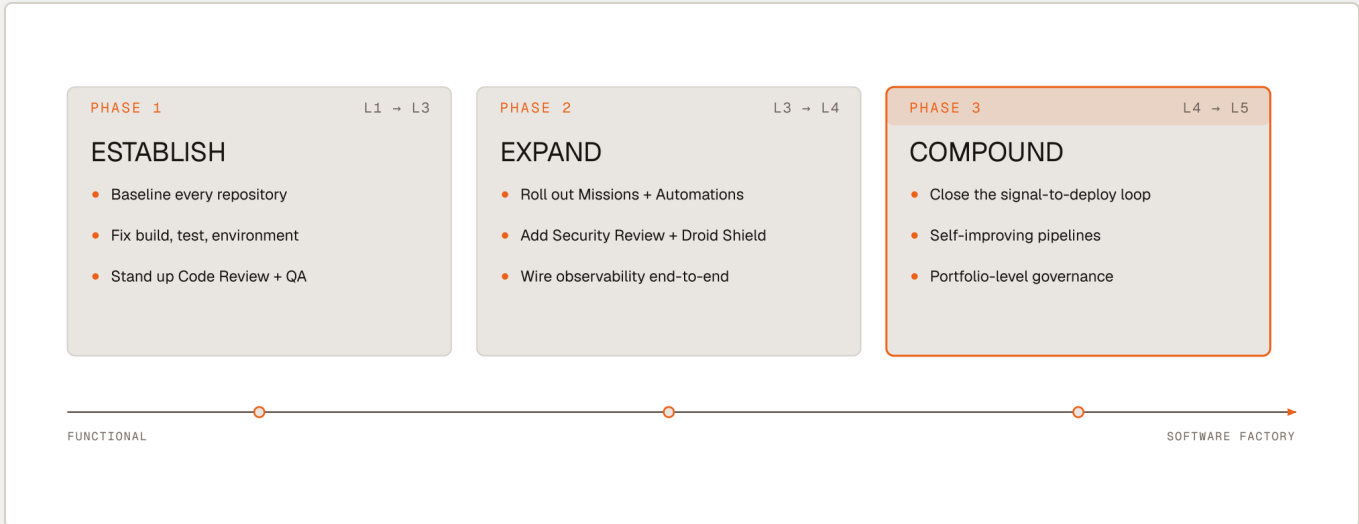 PHASE 1
L1 → L3
ESTABLISH
Baseline every repository
Fix build, test, environment
Stand up Code Review + QA
PHASE 2
L3 → L4
EXPAND
Roll out Missions + Automations
Add Security Review + Droid Shield
Wire observability end-to-end
PHASE 3
L4 → L5
COMPOUND
Close the signal-to-deploy loop
Self-improving pipelines
Portfolio-level governance
FUNCTIONAL
SOFTWARE FACTORY